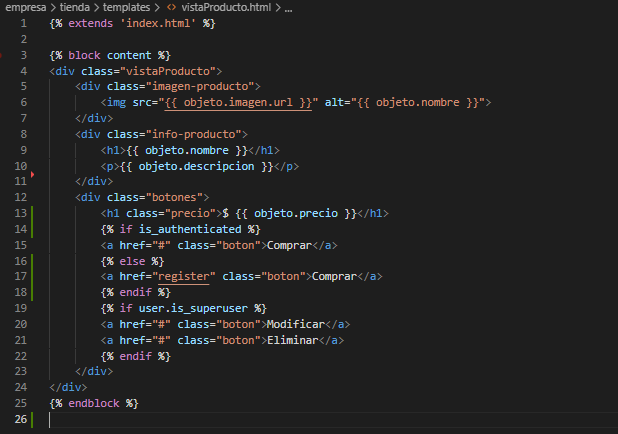 empresa > tienda > templates > <> vistaProducto.html > ...
1 {% extends 'index.html' %}
2
3 {% block content %}
4 <div class="vistaProducto">
5 <div class="imagen-producto">
6 <img src="{{ objeto.imagen.url }}" alt="{{ objeto.nombre }}">
7 </div>
8 <div class="info-producto">
9 <h1>{{ objeto.nombre }}</h1>
10 <p>{{ objeto.descripcion }}</p>
11 </div>
12 <div class="botones">
13 <h1 class="precio">$ {{ objeto.precio }}</h1>
14 {% if is_authenticated %}
15 <a href="#" class="boton">Comprar</a>
16 {% else %}
17 <a href="register" class="boton">Comprar</a>
18 {% endif %}
19 {% if user.is_superuser %}
20 <a href="#" class="boton">Modificar</a>
21 <a href="#" class="boton">Eliminar</a>
22 {% endif %}
23 </div>
24 </div>
25 {% endblock %}
26